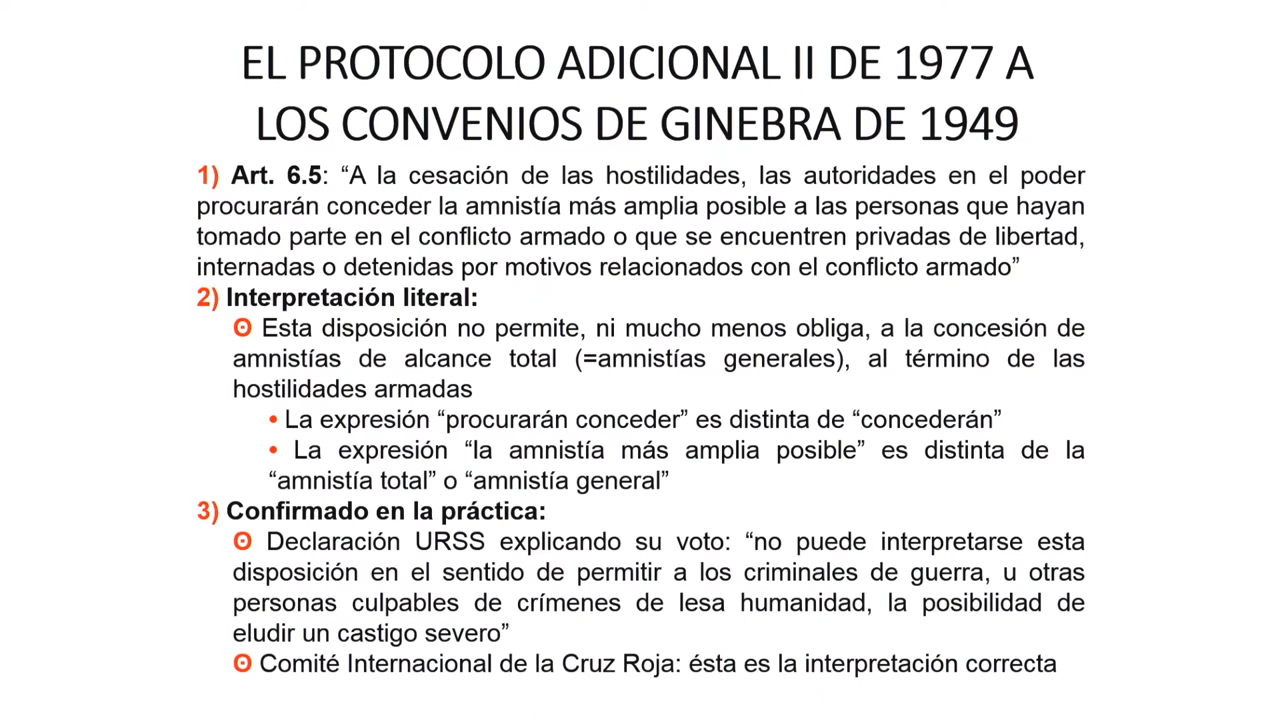 EL PROTOCOLO ADICIONAL II DE 1977 A
LOS CONVENIOS DE GINEBRA DE 1949
1) Art. 6.5: “A la cesación de las hostilidades, las autoridades en el poder
procurarán conceder la amnistía más amplia posible a las personas que hayan
tomado parte en el conflicto armado o que se encuentren privadas de libertad,
internadas o detenidas por motivos relacionados con el conflicto armado”
2) Interpretación literal:
ʘ Esta disposición no permite, ni mucho menos obliga, a la concesión de
amnistías de alcance total (=amnistías generales), al término de las
hostilidades armadas
• La expresión “procurarán conceder” es distinta de “concederán”
• La expresión “la amnistía más amplia posible” es distinta de la
“amnistía total” o “amnistía general”
3) Confirmado en la práctica:
ʘ Declaración URSS explicando su voto: “no puede interpretarse esta
disposición en el sentido de permitir a los criminales de guerra, u otras
personas culpables de crímenes de lesa humanidad, la posibilidad de
eludir un castigo severo”
ʘ Comité Internacional de la Cruz Roja: ésta es la interpretación correcta